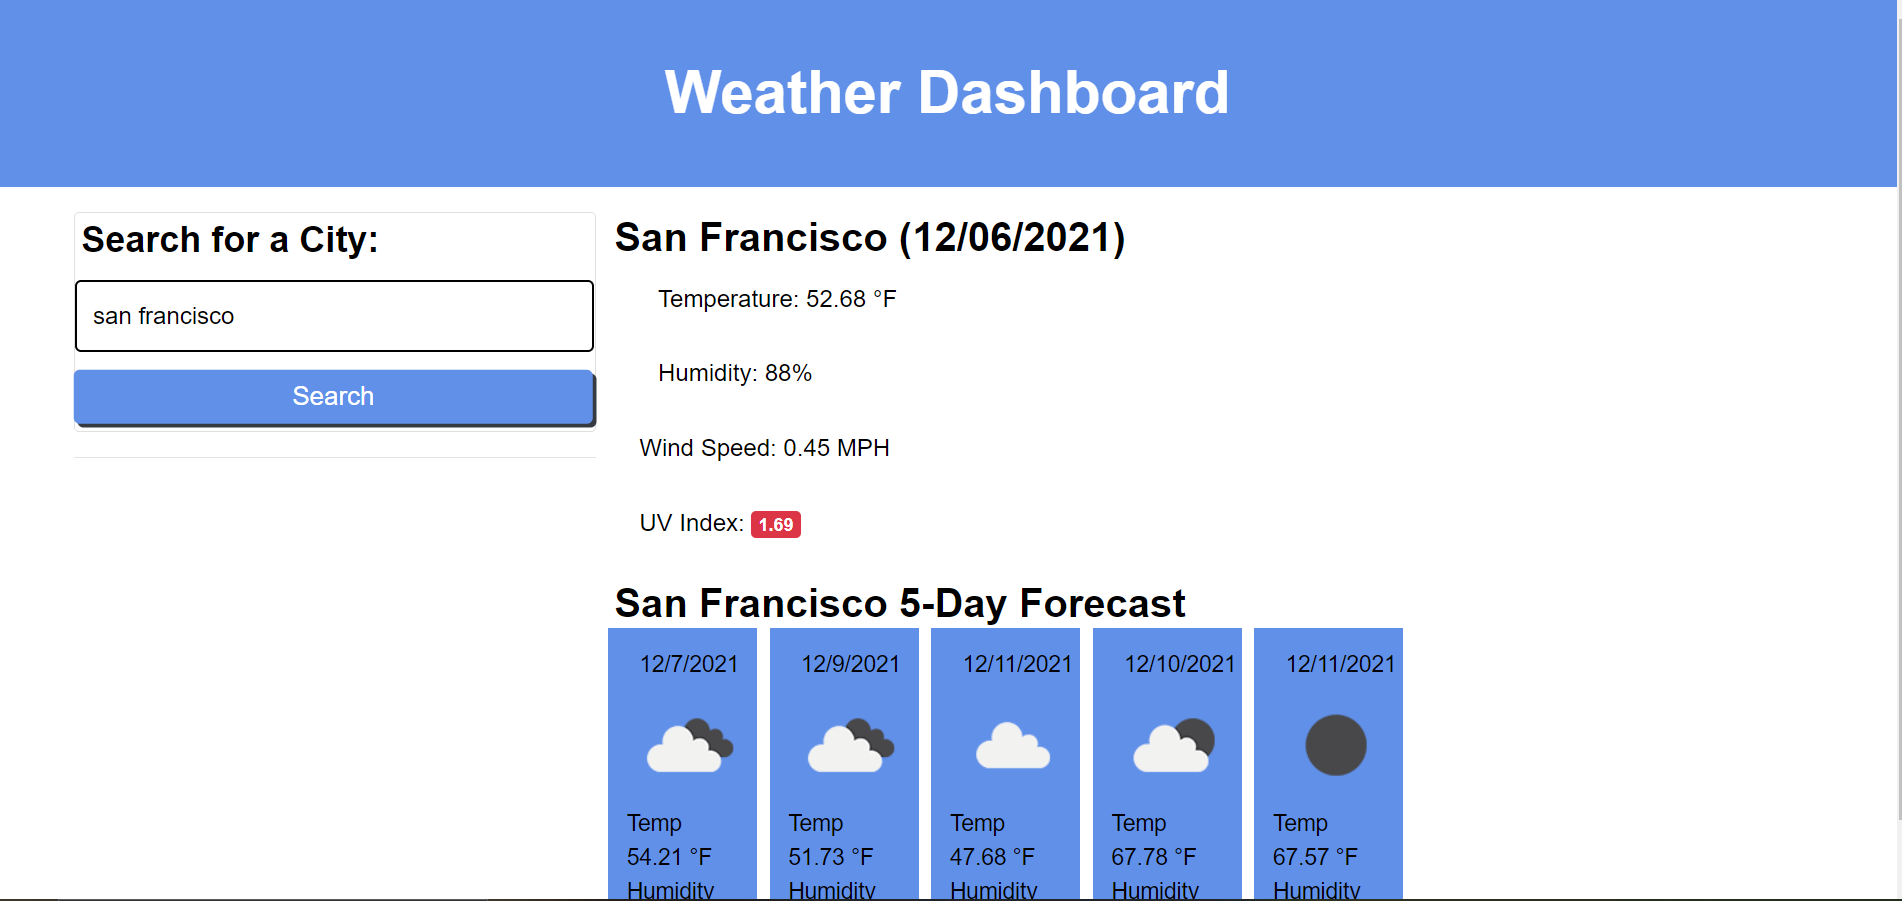 Weather Dashboard
Search for a City:
san francisco
Search
San Francisco (12/06/2021)
Temperature: 52.68 °F
Humidity: 88%
Wind Speed: 0.45 MPH
UV Index: 1.69
San Francisco 5-Day Forecast
12/7/2021
Temp
54.21 °F
Humidity
12/9/2021
Temp
51.73 °F
Humidity
12/11/2021
Temp
47.68 °F
Humidity
12/10/2021
Temp
67.78 °F
Humidity
12/11/2021
Temp
67.57 °F
Humidity